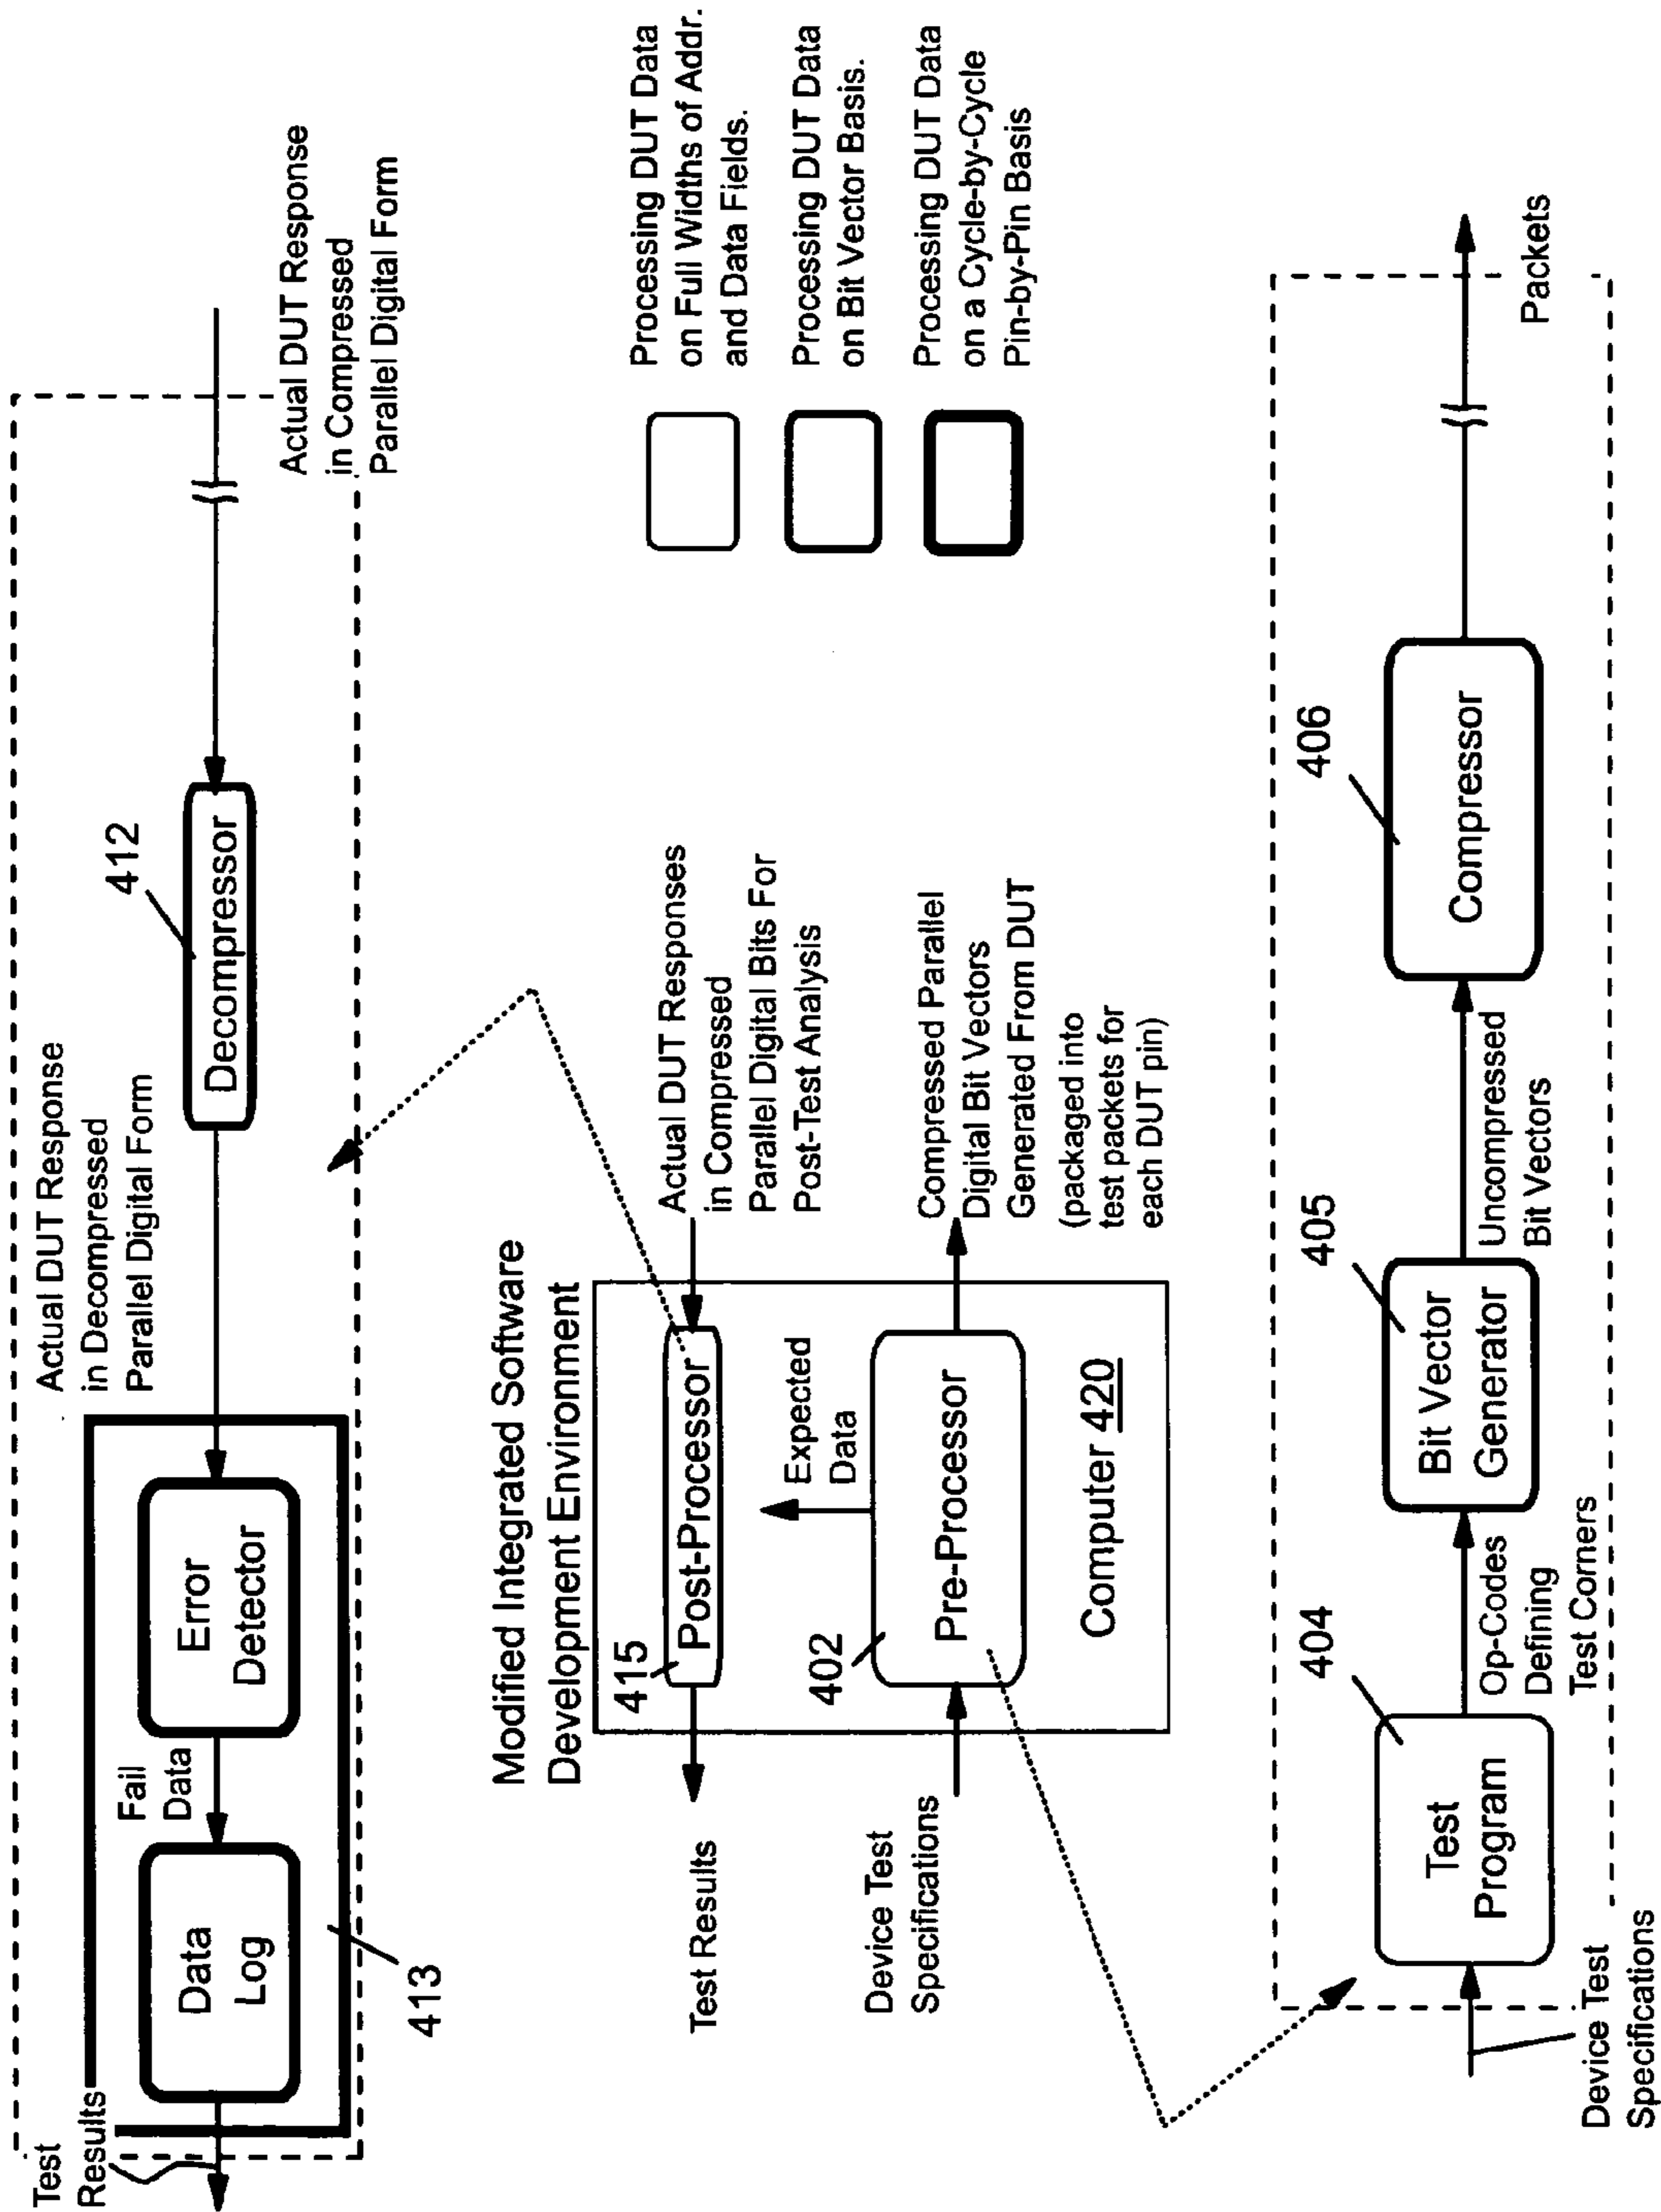 Test
Results
Data
Log
Fail
Data
Error
Detector
413
Actual DUT Response
in Decompressed
Parallel Digital Form
Decompressor
412
Actual DUT Response
in Compressed
Parallel Digital Form
Modified Integrated Software
Development Environment
Test Results
415
Post-Processor
Actual DUT Responses
in Compressed
Parallel Digital Bits For
Post-Test Analysis
Expected
Data
Device Test
Specifications
402
Pre-Processor
Computer 420
Compressed Parallel
Digital Bit Vectors
Generated From DUT
(packaged into
test packets for
each DUT pin)
Processing DUT Data
on Full Widths of Addr.
and Data Fields.
Processing DUT Data
on Bit Vector Basis.
Processing DUT Data
on a Cycle-by-Cycle
Pin-by-Pin Basis
Device Test
Specifications
404
Test
Program
Op-Codes
Defining
Test Corners
405
Bit Vector
Generator
Uncompressed
Bit Vectors
406
Compressor
Packets